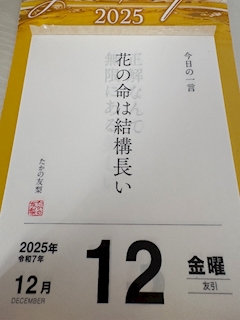 2025
今日の一言
花の命は結構長い
たかの友梨
2025年
令和7年
12月
DECEMBER
12
金曜
友引